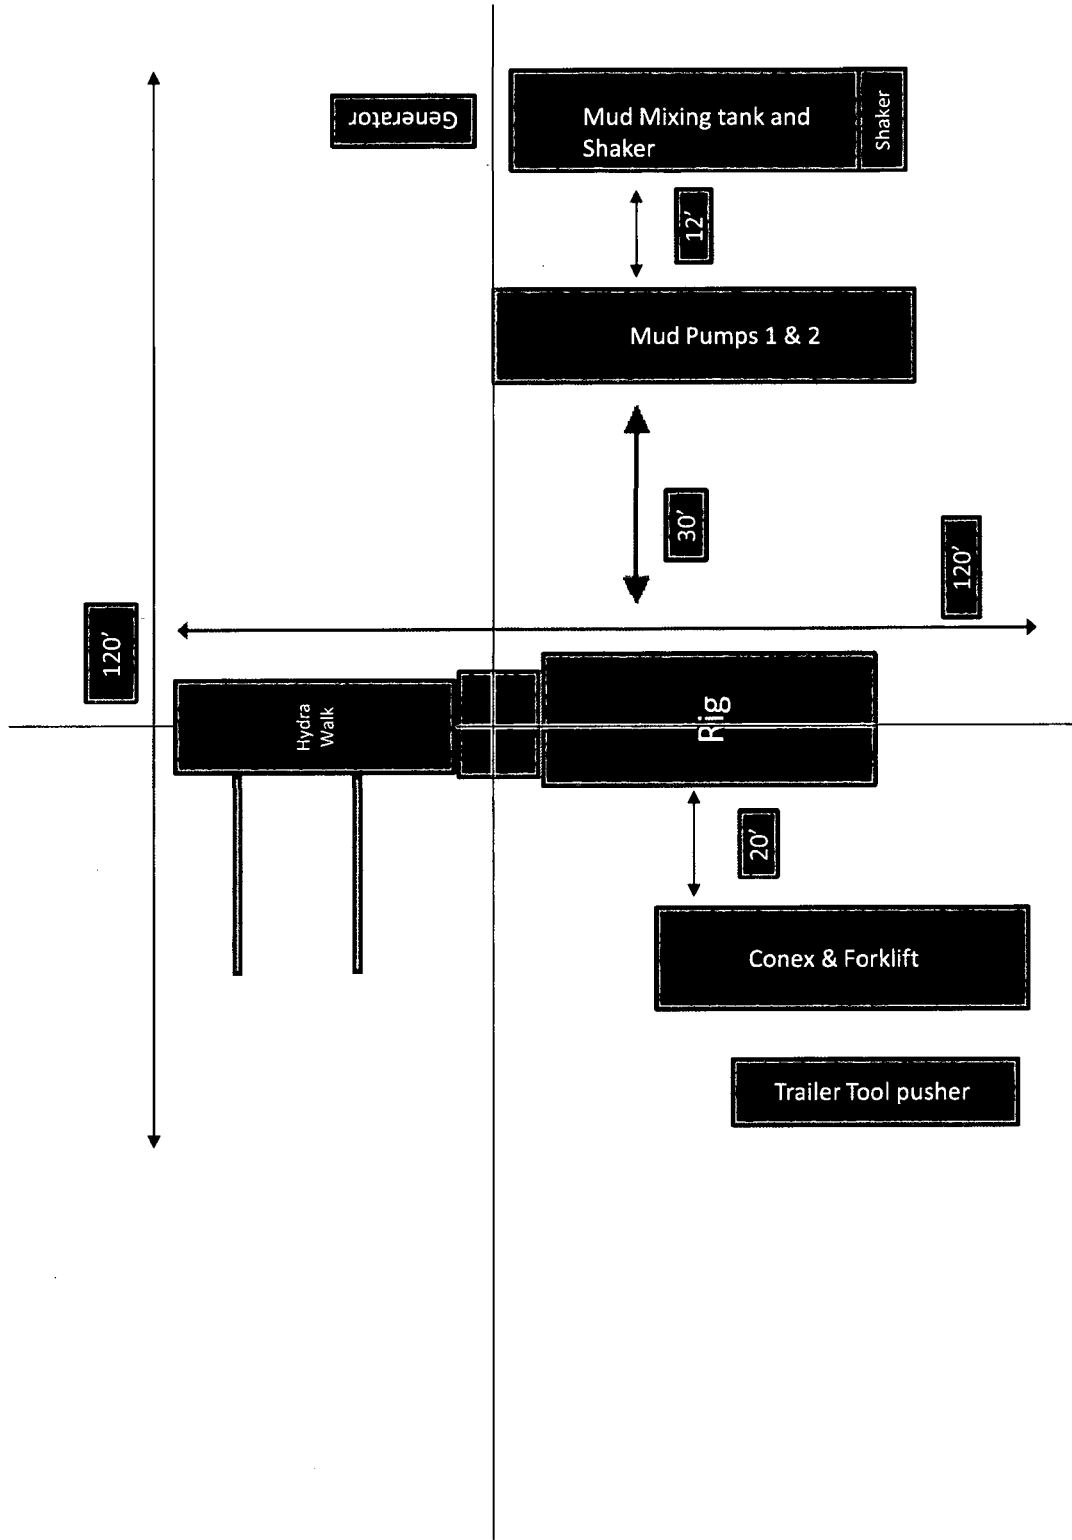 Generator
Mud Mixing tank and
Shaker
Shaker
12’
Mud Pumps 1 & 2
30’
120’
120’
Hydra
Walk
Rig
20’
Conex & Forklift
Trailer Tool pusher